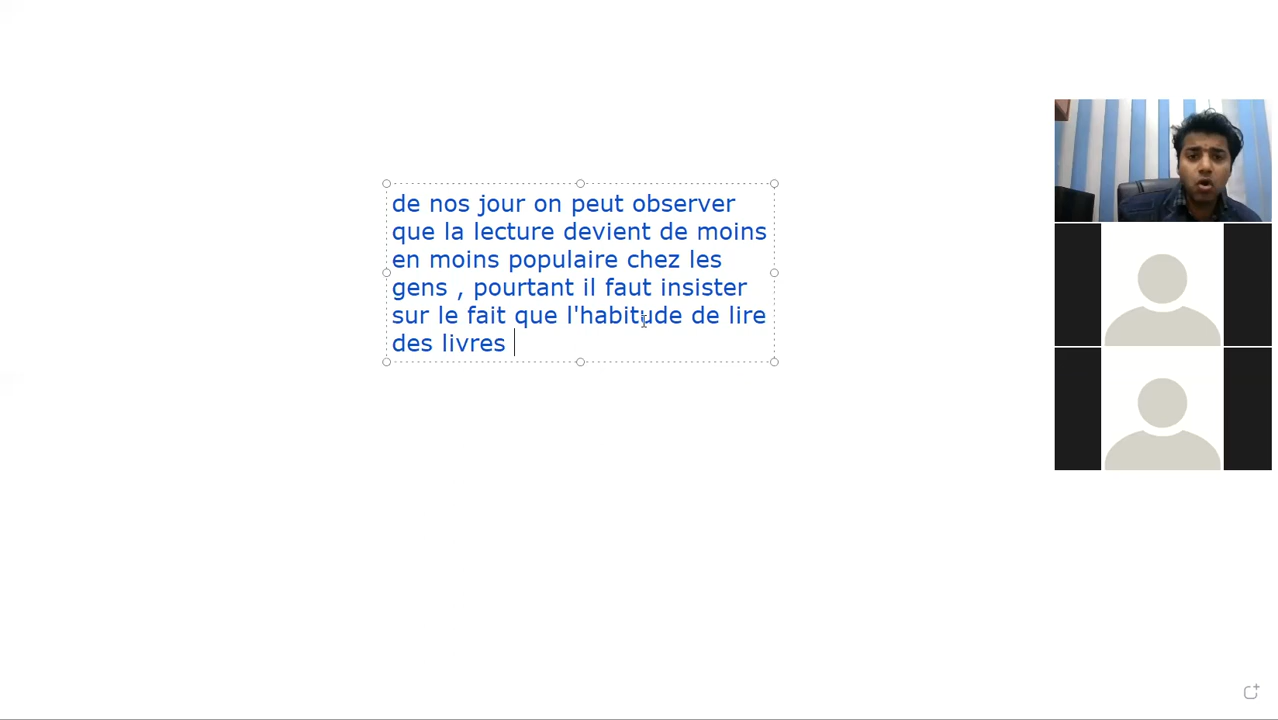 de nos jour on peut observer
que la lecture devient de moins
en moins populaire chez les
gens , pourtant il faut insister
sur le fait que l'habitude de lire
des livres